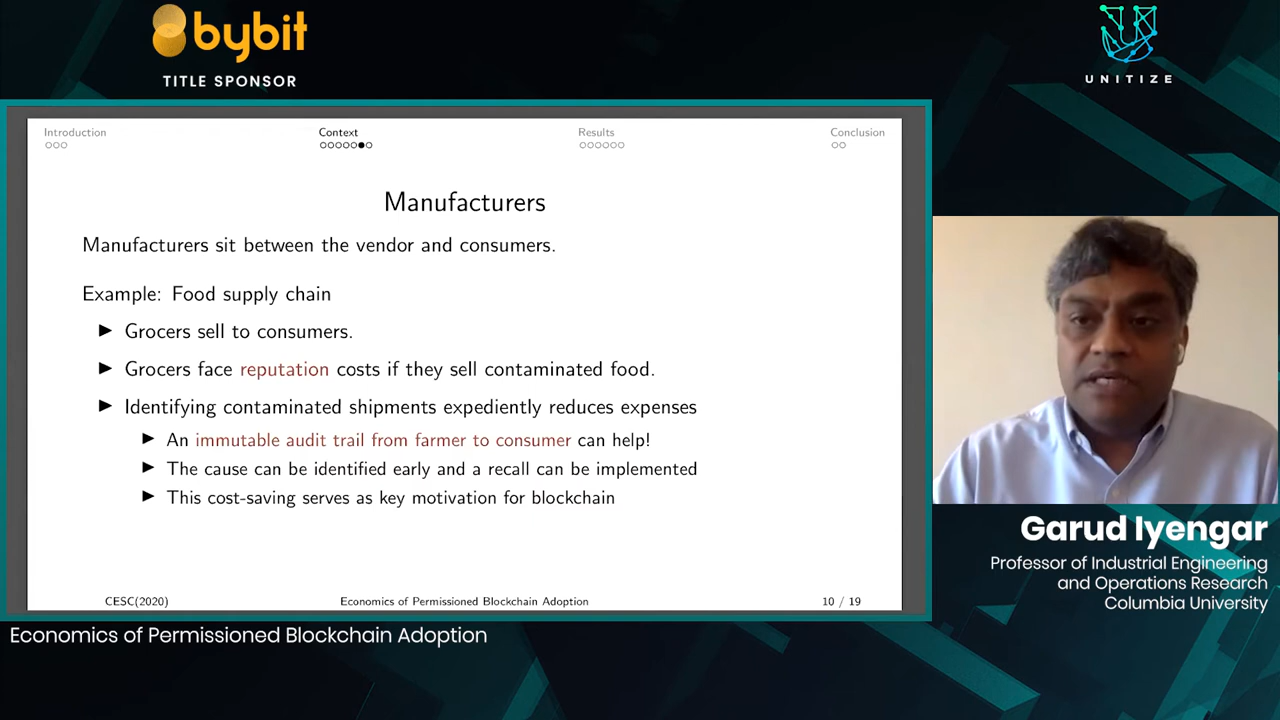 bybit
TITLE SPONSOR
UNITIZE
Introduction
Context
Results
Conclusion
Manufacturers
Manufacturers sit between the vendor and consumers.
Example: Food supply chain
Grocers sell to consumers.
Grocers face reputation costs if they sell contaminated food.
Identifying contaminated shipments expediently reduces expenses
An immutable audit trail from farmer to consumer can help!
The cause can be identified early and a recall can be implemented
This cost-saving serves as key motivation for blockchain
CESC(2020)
Economics of Permissioned Blockchain Adoption
10 / 19
Garud Iyengar
Professor of Industrial Engineering
and Operations Research
Columbia University
Economics of Permissioned Blockchain Adoption